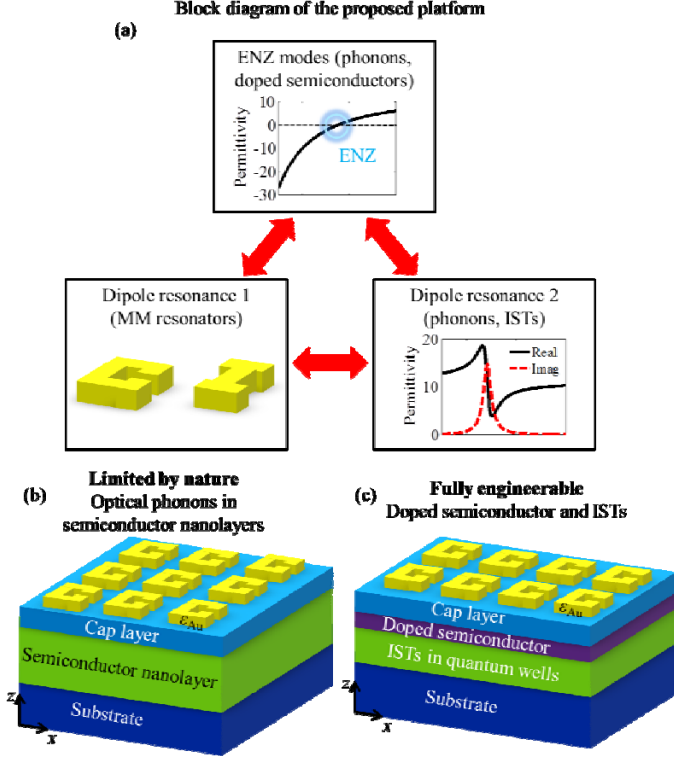 Block diagram of the proposed platform
(a)
ENZ modes (phonons,
doped semiconductors)
Permittivity
10
0
-10
-20
-30
ENZ
Dipole resonance 1
(MM resonators)
Dipole resonance 2
(phonons, ISTs)
Permittivity
20
10
0
Real
Imag
(b)
Limited by nature
Optical phonons in
semiconductor nanolayers
εAu
Cap layer
Semiconductor nanolayer
Substrate
z
x
(c)
Fully engineerable
Doped semiconductor and ISTs
εAu
Cap layer
Doped semiconductor
ISTs in quantum wells
Substrate
z
x